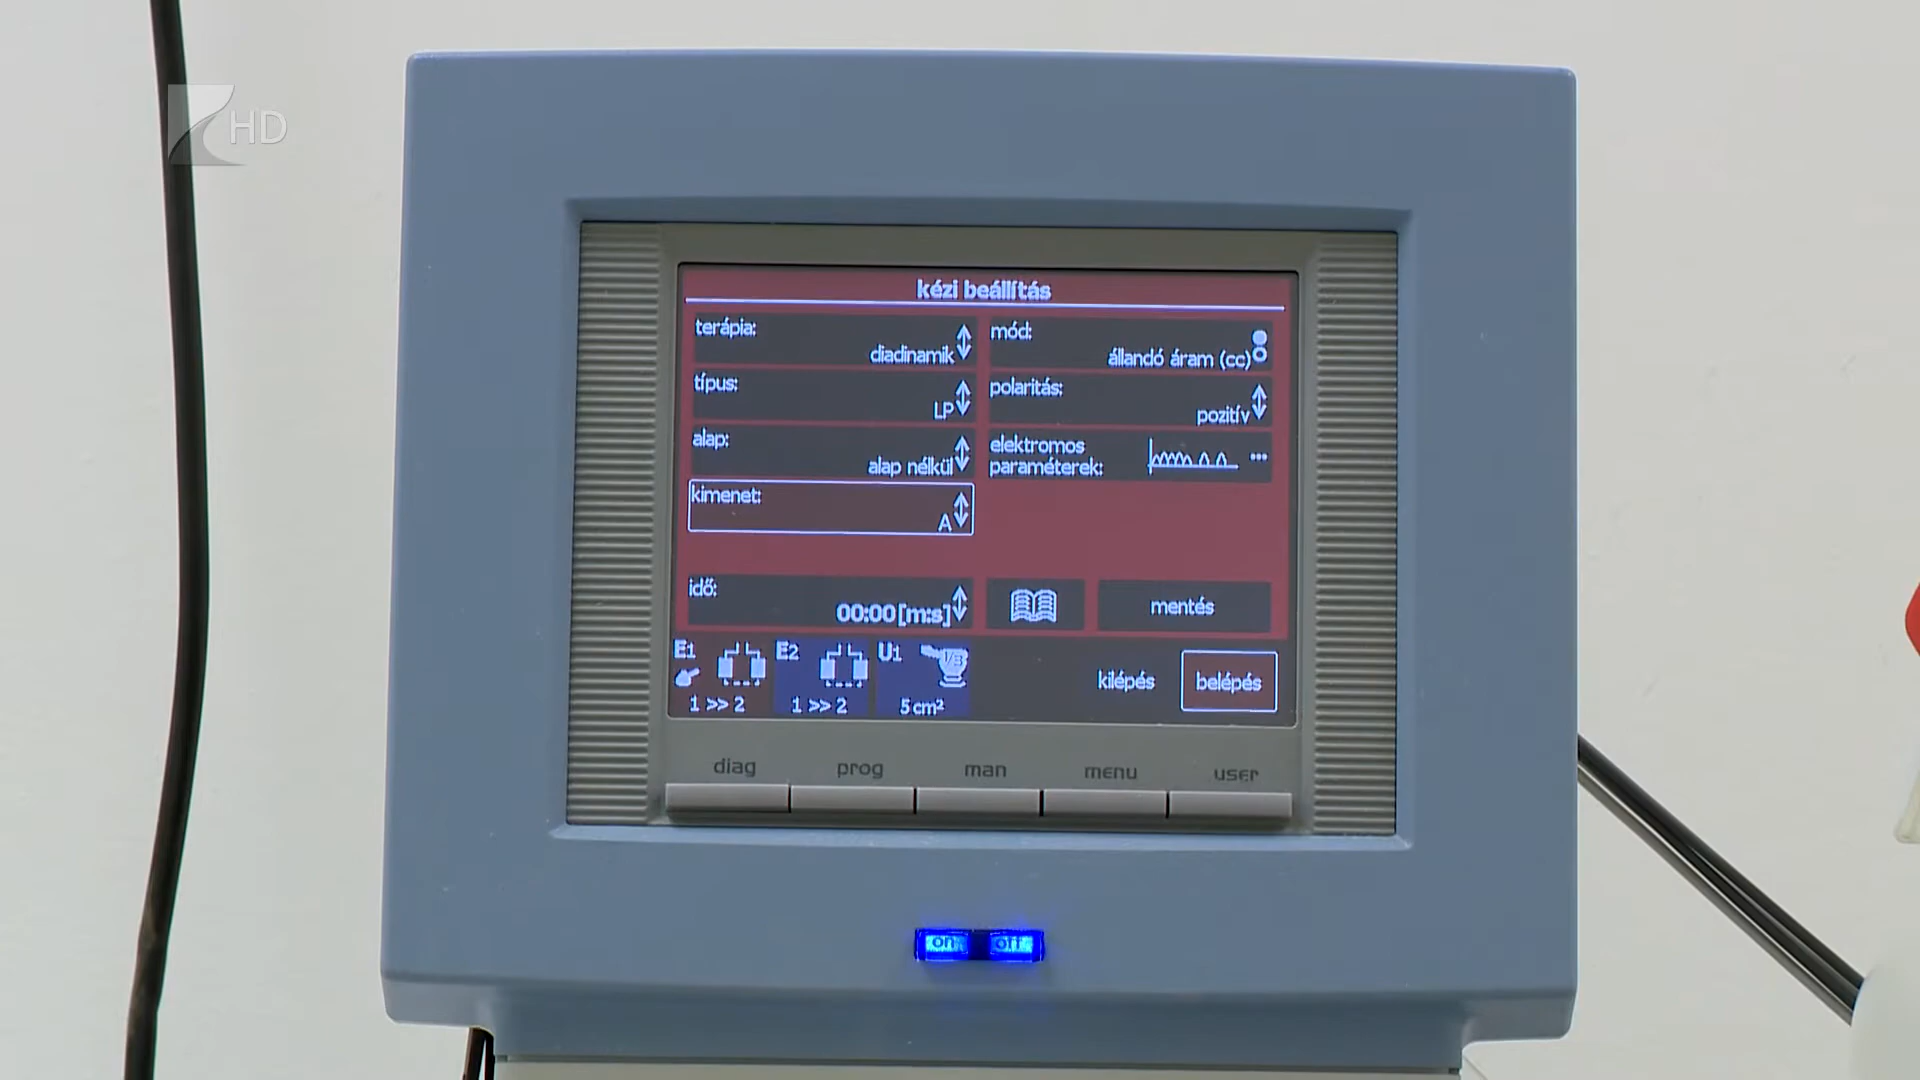 HD
kézi beállítás
terápia:
diadinamik
mód:
állandó áram (cc)
típus:
LP
polaritás:
pozitív
alap:
alap nélkül
elektromos
paraméterek:
kimenet:
A
idő:
00:00[m:s]
mentés
E1
1 >> 2
E2
1 >> 2
U1
1/3
5 cm²
kilépés
belépés
diag prog man menu user
on off